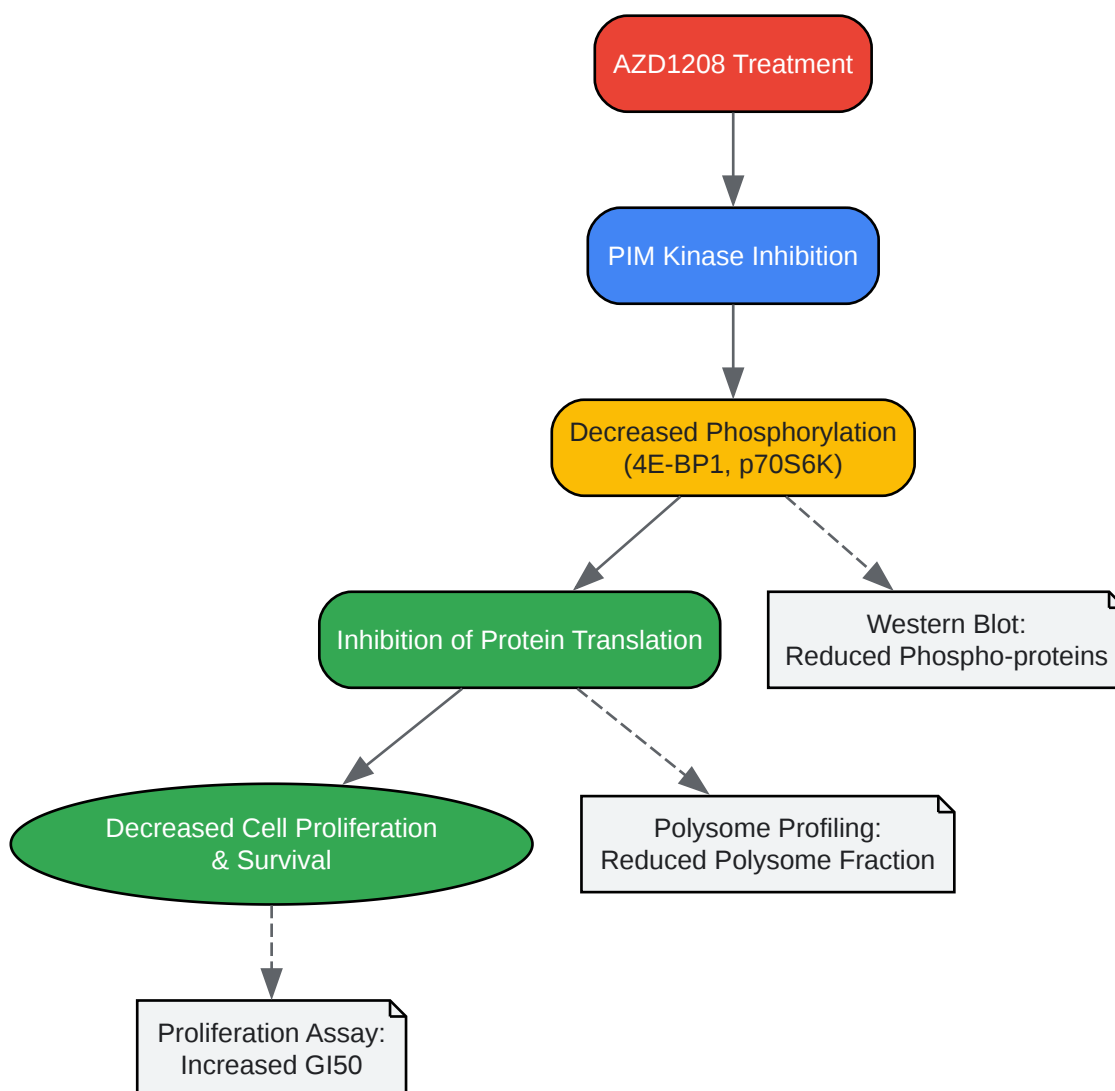 AZD1208 Treatment
PIM Kinase Inhibition
Decreased Phosphorylation
(4E-BP1, p70S6K)
Inhibition of Protein Translation
Western Blot:
Reduced Phospho-proteins
Decreased Cell Proliferation
& Survival
Polysome Profiling:
Reduced Polysome Fraction
Proliferation Assay:
Increased GI50